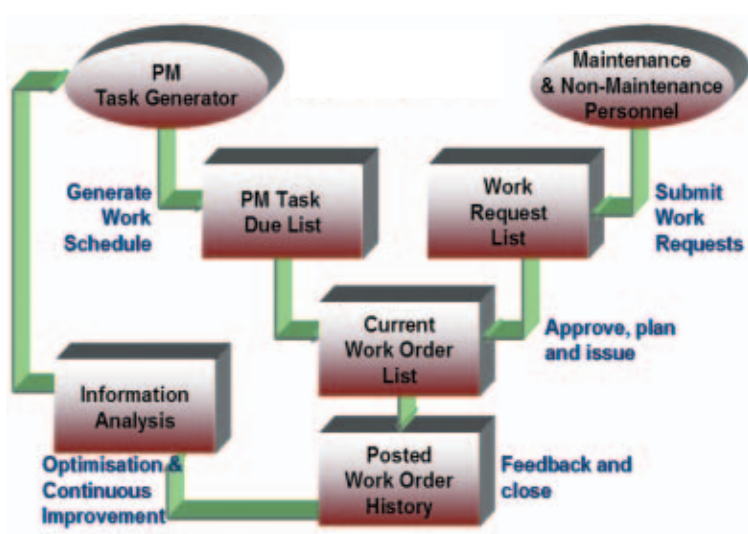 PM
Task Generator
Maintenance
& Non-Maintenance
Personnel
Generate
Work
Schedule
PM Task
Due List
Work
Request
List
Submit
Work
Requests
Current
Work Order
List
Approve, plan
and issue
Information
Analysis
Optimisation &
Continuous
Improvement
Posted
Work Order
History
Feedback and
close